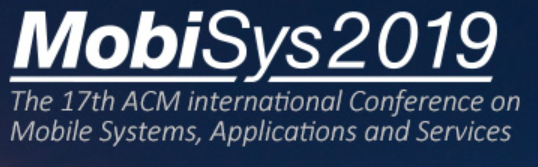 MobiSys2019
The 17th ACM international Conference on
Mobile Systems, Applications and Services